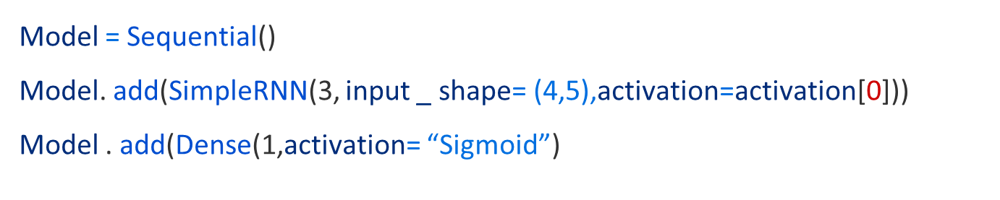 Model = Sequential()
Model. add(SimpleRNN(3, input _ shape= (4,5),activation=activation[0]))
Model . add(Dense(1,activation= “Sigmoid”)